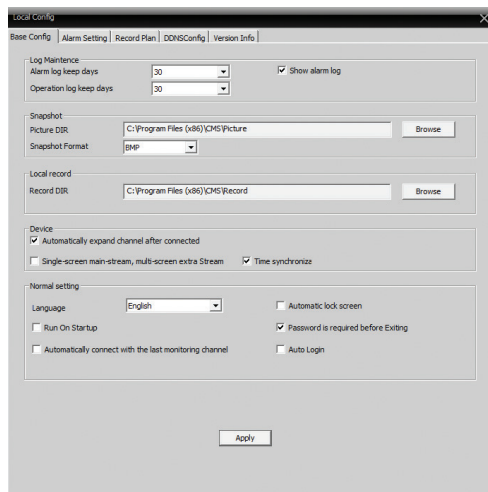 Local Config
Base Config Alarm Setting Record Plan DDNSConfig Version Info
Log Maintence
Alarm log keep days 30 Show alarm log
Operation log keep days 30
Snapshot
Picture DIR C:\Program Files (x86)\CMS\Picture Browse
Snapshot Format BMP
Local record
Record DIR C:\Program Files (x86)\CMS\Record Browse
Device
Automatically expand channel after connected
Single-screen main-stream, multi-screen extra Stream Time synchronize
Normal setting
Language English Automatic lock screen
Run On Startup Password is required before Exiting
Automatically connect with the last monitoring channel Auto Login
Apply